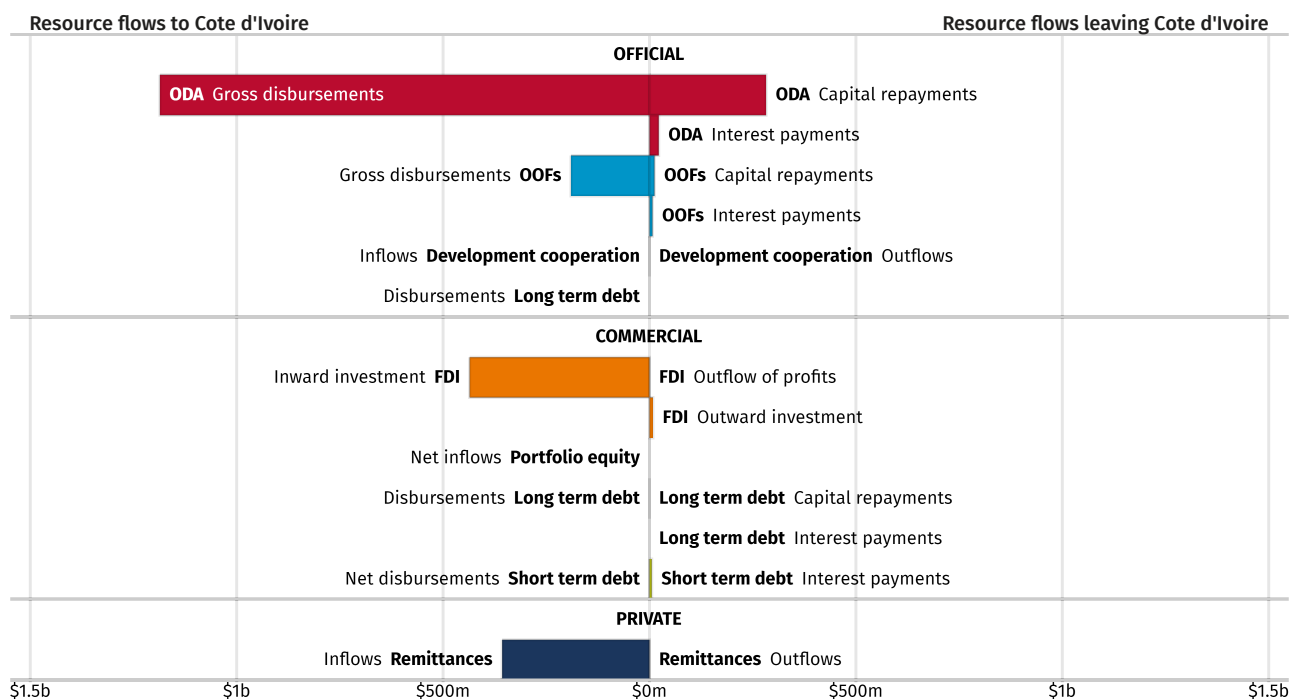 Resource flows to Cote d'Ivoire Resource flows leaving Cote d'Ivoire
OFFICIAL
ODA Gross disbursements ODA Capital repayments
ODA Interest payments
Gross disbursements OOFs OOFs Capital repayments
OOFs Interest payments
Inflows Development cooperation Development cooperation Outflows
Disbursements Long term debt
COMMERCIAL
Inward investment FDI FDI Outflow of profits
FDI Outward investment
Net inflows Portfolio equity
Disbursements Long term debt Long term debt Capital repayments
Long term debt Interest payments
Net disbursements Short term debt Short term debt Interest payments
PRIVATE
Inflows Remittances Remittances Outflows
$1.5b $1b $500m $0m $500m $1b $1.5b